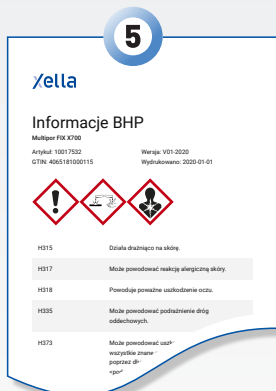 5
Xella
Informacje BHP
Multipor FIX X700
Artykuł: 10017532 Wersja: V01-2020
GTIN: 4065181000115 Wydrukowano: 2020-01-01
H315 Działa drażniąco na skórę.
H317 Może powodować reakcję alergiczną skóry.
H318 Powoduje poważne uszkodzenie oczu.
H335 Może powodować podrażnienie dróg
oddechowych.
H373 Może powodować
wszystkie
poprzez